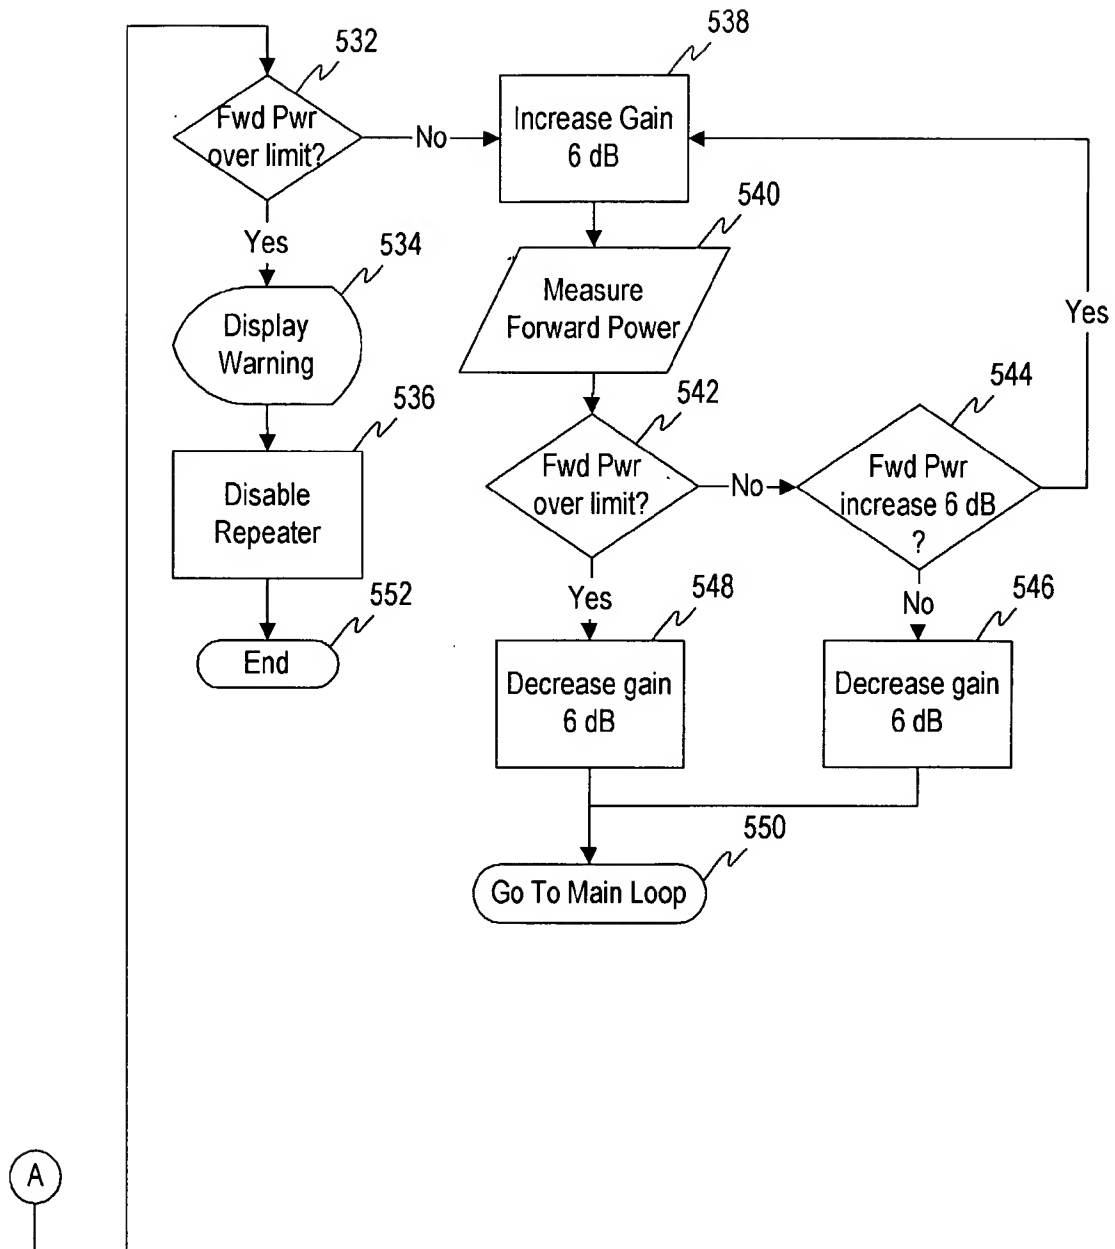 532
Fwd Pwr
over limit?
No
Yes
534
Display
Warning
536
Disable
Repeater
552
End
538
Increase Gain
6 dB
540
Measure
Forward Power
542
Fwd Pwr
over limit?
No
544
Fwd Pwr
increase 6 dB
?
Yes
Yes
548
Decrease gain
6 dB
No
546
Decrease gain
6 dB
550
Go To Main Loop
A